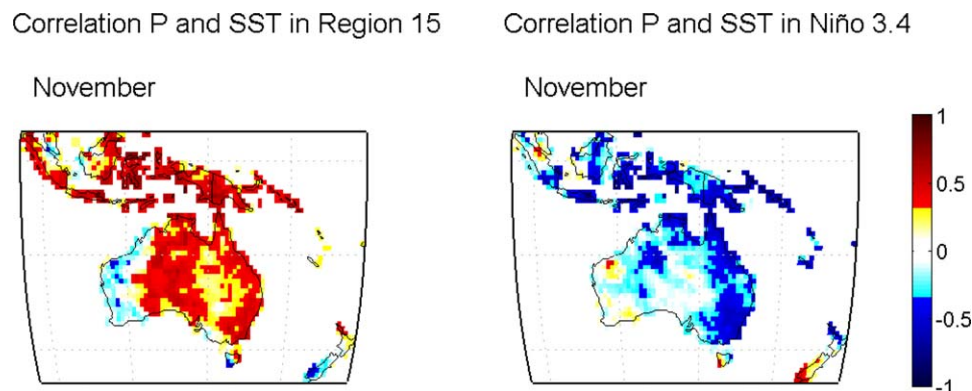 Correlation P and SST in Region 15
Correlation P and SST in Niño 3.4
November
November
1
0.5
0
-0.5
-1